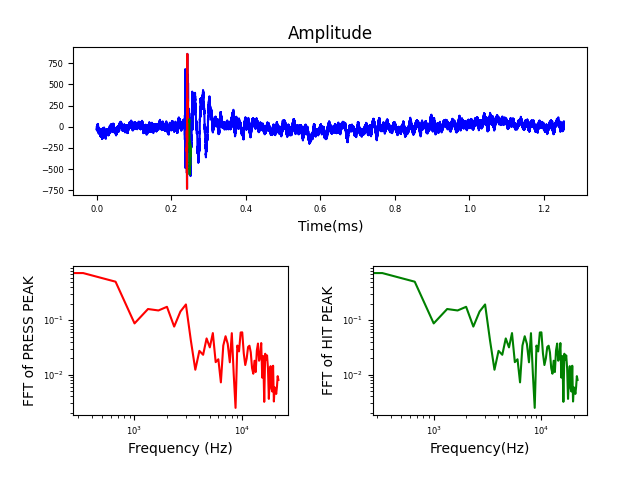 Amplitude
750
500
250
0
−250
−500
−750
0.0 0.2 0.4 0.6 0.8 1.0 1.2
Time(ms)
FFT of PRESS PEAK
10⁻¹
10⁻²
10³ 10⁴
Frequency (Hz)
FFT of HIT PEAK
10⁻¹
10⁻²
10³ 10⁴
Frequency(Hz)